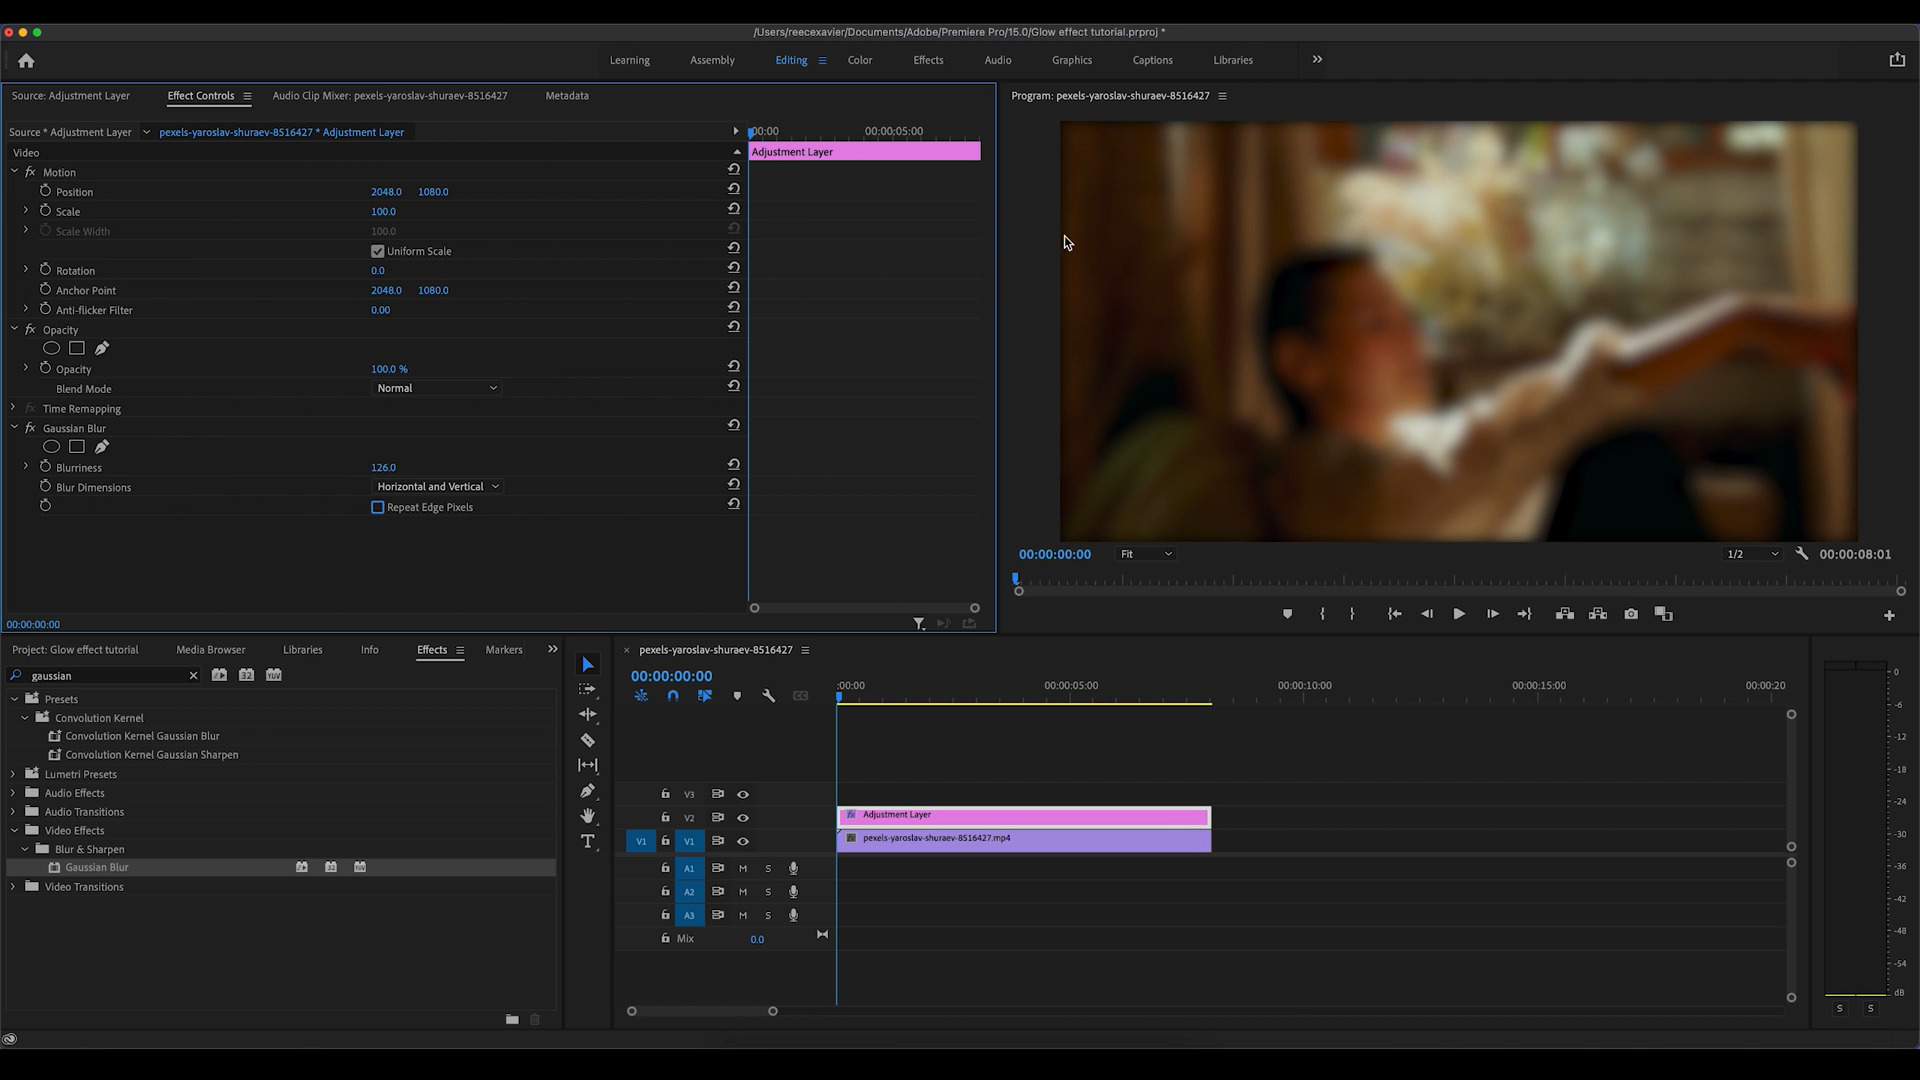 /Users/reecexavier/Documents/Adobe/Premiere Pro/15.0/Glow effect tutorial.prproj *
Learning Assembly Editing Color Effects Audio Graphics Captions Libraries
Source: Adjustment Layer Effect Controls Audio Clip Mixer: pexels-yaroslav-shuraev-8516427 Metadata
Source * Adjustment Layer pexels-yaroslav-shuraev-8516427 * Adjustment Layer
:00:00 00:00:05:00
Video
Adjustment Layer
fx Motion
Position 2048.0 1080.0
Scale 100.0
Scale Width 100.0
Uniform Scale
Rotation 0.0
Anchor Point 2048.0 1080.0
Anti-flicker Filter 0.00
fx Opacity
Opacity 100.0 %
Blend Mode Normal
fx Time Remapping
fx Gaussian Blur
Blurriness 126.0
Blur Dimensions Horizontal and Vertical
Repeat Edge Pixels
00:00:00:00
Program: pexels-yaroslav-shuraev-8516427
00:00:00:00 Fit 1/2 00:00:08:01
Project: Glow effect tutorial Media Browser Libraries Info Effects Markers
gaussian 32 YUV
Presets
Convolution Kernel
Convolution Kernel Gaussian Blur
Convolution Kernel Gaussian Sharpen
Lumetri Presets
Audio Effects
Audio Transitions
Video Effects
Blur & Sharpen
Gaussian Blur
Video Transitions
pexels-yaroslav-shuraev-8516427
00:00:00:00
:00:00 00:00:05:00 00:00:10:00 00:00:15:00 00:00:20
V3
V2 fx Adjustment Layer
V1 V1 pexels-yaroslav-shuraev-8516427.mp4
A1 M S
A2 M S
A3 M S
Mix 0.0
0
-6
-12
-18
-24
-30
-36
-42
-48
-54
dB
S S